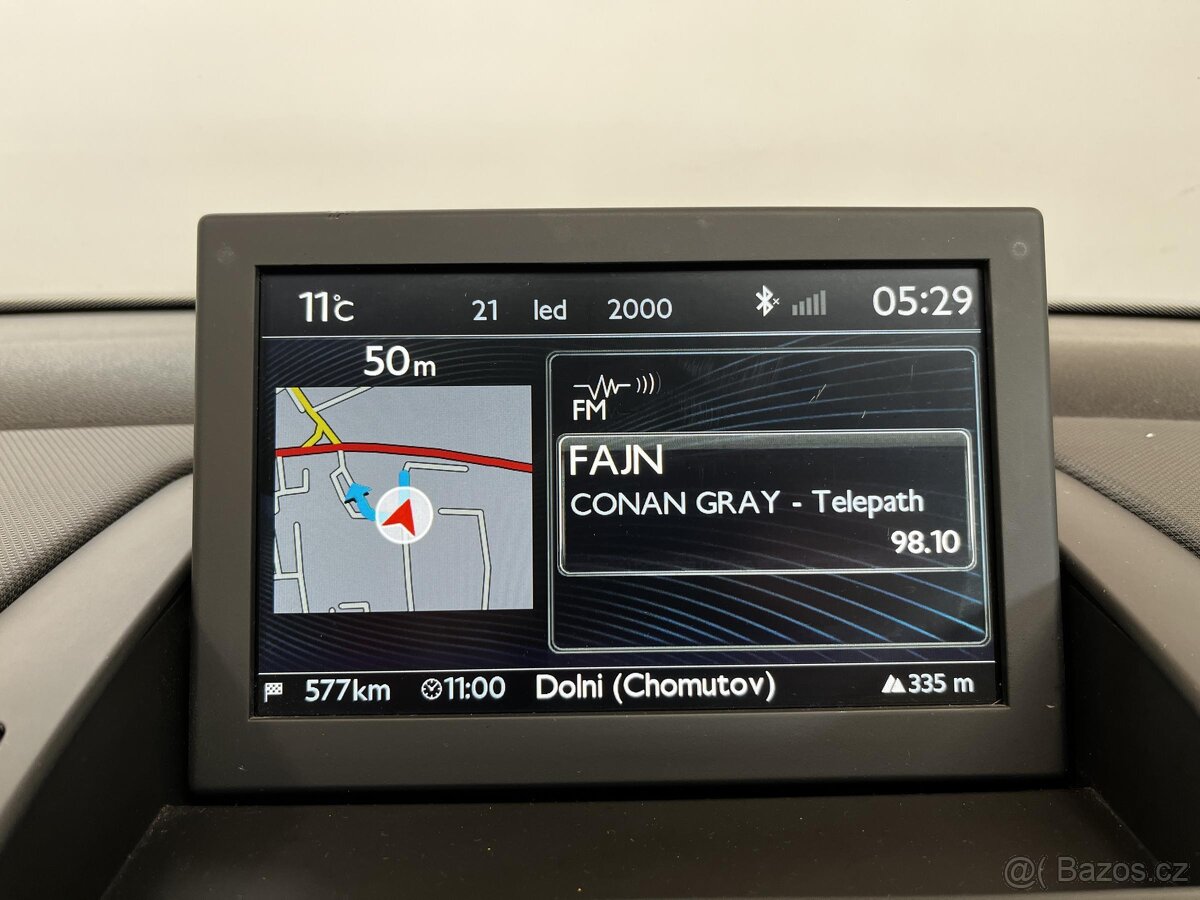 11°C 21 led 2000 05:29
50m
FM
FAJN
CONAN GRAY - Telepath
98.10
577km 11:00 Dolni (Chomutov) 335 m
@( Bazos.cz